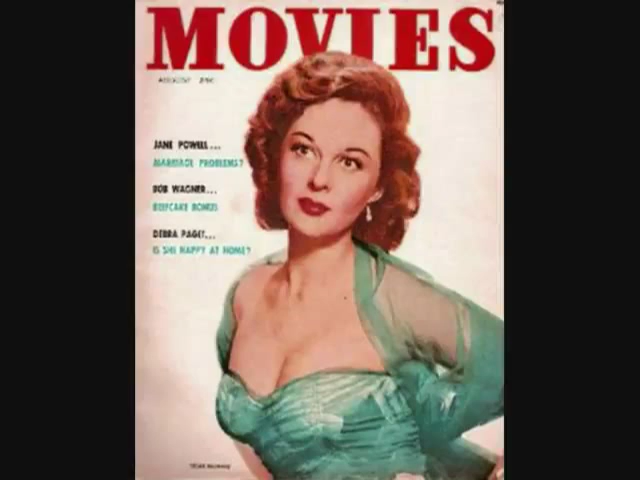 MOVIES
JANE POWELL...
MARRIAGE PROBLEMS?
BOB WAGNER...
BEEFCAKE BONUS
DEBRA PAGET...
IS SHE HAPPY AT HOME?